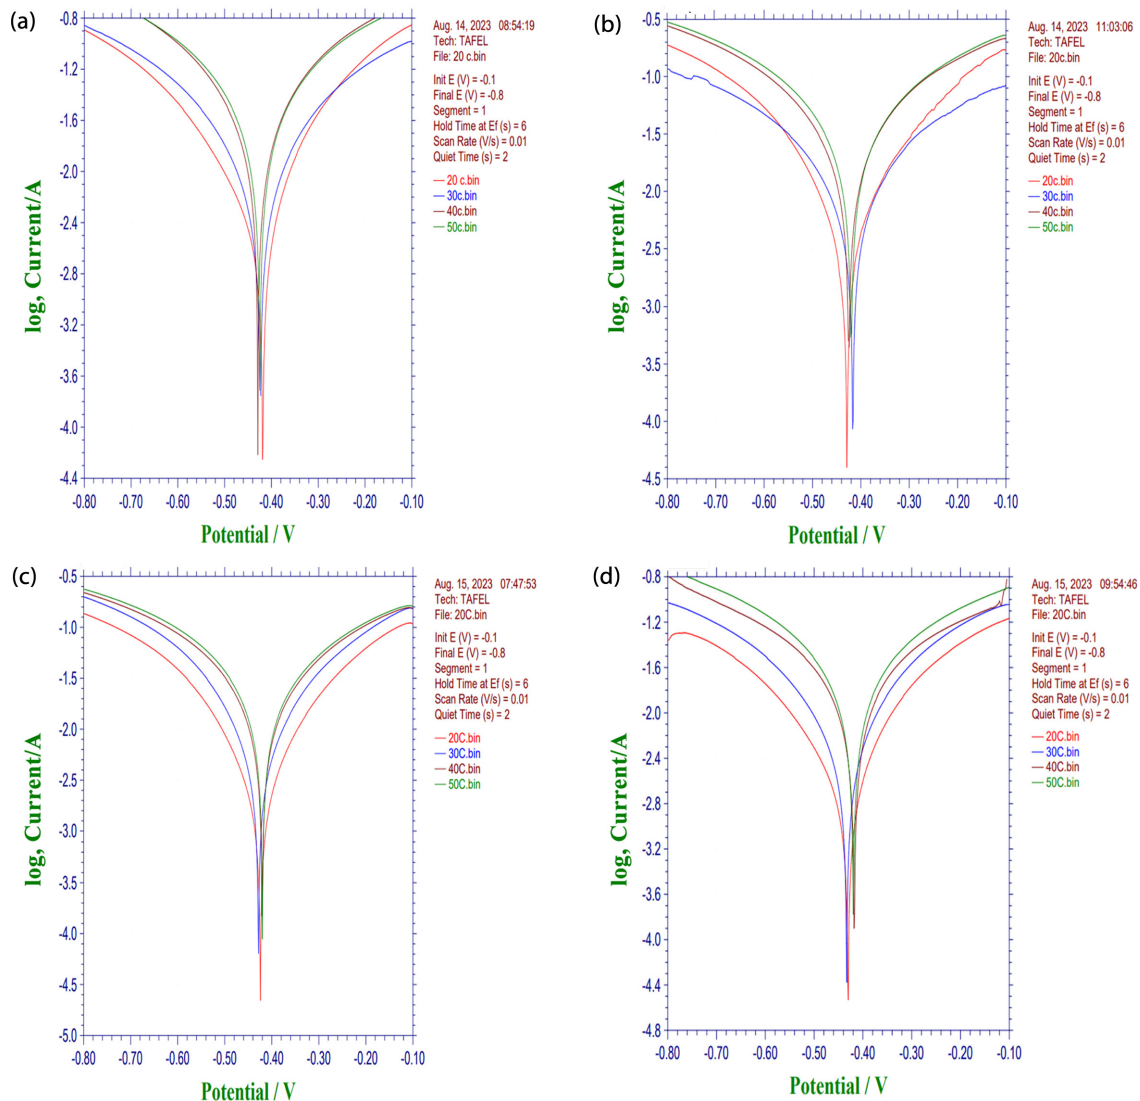 (a)
Aug. 14, 2023 08:54:19
Tech: TAFEL
File: 20 c.bin
Init E (V) = -0.1
Final E (V) = -0.8
Segment = 1
Hold Time at Ef (s) = 6
Scan Rate (V/s) = 0.01
Quiet Time (s) = 2
20 c.bin
30c.bin
40c.bin
50c.bin
-0.8
-1.2
-1.6
-2.0
-2.4
-2.8
-3.2
-3.6
-4.0
-4.4
log, Current/A
-0.80 -0.70 -0.60 -0.50 -0.40 -0.30 -0.20 -0.10
Potential / V
(b)
Aug. 14, 2023 11:03:06
Tech: TAFEL
File: 20c.bin
Init E (V) = -0.1
Final E (V) = -0.8
Segment = 1
Hold Time at Ef (s) = 6
Scan Rate (V/s) = 0.01
Quiet Time (s) = 2
20c.bin
30c.bin
40c.bin
50c.bin
-0.5
-1.0
-1.5
-2.0
-2.5
-3.0
-3.5
-4.0
-4.5
log, Current/A
-0.80 -0.70 -0.60 -0.50 -0.40 -0.30 -0.20 -0.10
Potential / V
(c)
Aug. 15, 2023 07:47:53
Tech: TAFEL
File: 20C.bin
Init E (V) = -0.1
Final E (V) = -0.8
Segment = 1
Hold Time at Ef (s) = 6
Scan Rate (V/s) = 0.01
Quiet Time (s) = 2
20C.bin
30C.bin
40C.bin
50C.bin
-0.5
-1.0
-1.5
-2.0
-2.5
-3.0
-3.5
-4.0
-4.5
-5.0
log, Current/A
-0.80 -0.70 -0.60 -0.50 -0.40 -0.30 -0.20 -0.10
Potential / V
(d)
Aug. 15, 2023 09:54:46
Tech: TAFEL
File: 20C.bin
Init E (V) = -0.1
Final E (V) = -0.8
Segment = 1
Hold Time at Ef (s) = 6
Scan Rate (V/s) = 0.01
Quiet Time (s) = 2
20C.bin
30C.bin
40C.bin
50C.bin
-0.8
-1.2
-1.6
-2.0
-2.4
-2.8
-3.2
-3.6
-4.0
-4.4
-4.8
log, Current/A
-0.80 -0.70 -0.60 -0.50 -0.40 -0.30 -0.20 -0.10
Potential / V